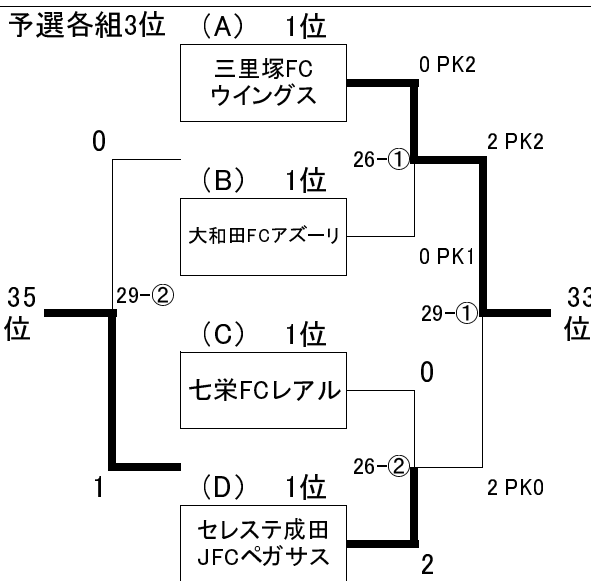 予選各組3位
(A) 1位
三里塚FC
ウイングス
0 PK2
0
2 PK2
26-①
(B) 1位
大和田FCアズーリ
0 PK1
35
位
29-②
29-①
33
位
(C) 1位
七栄FCレアル
0
26-②
1
(D) 1位
2 PK0
セレステ成田
JFCペガサス
2